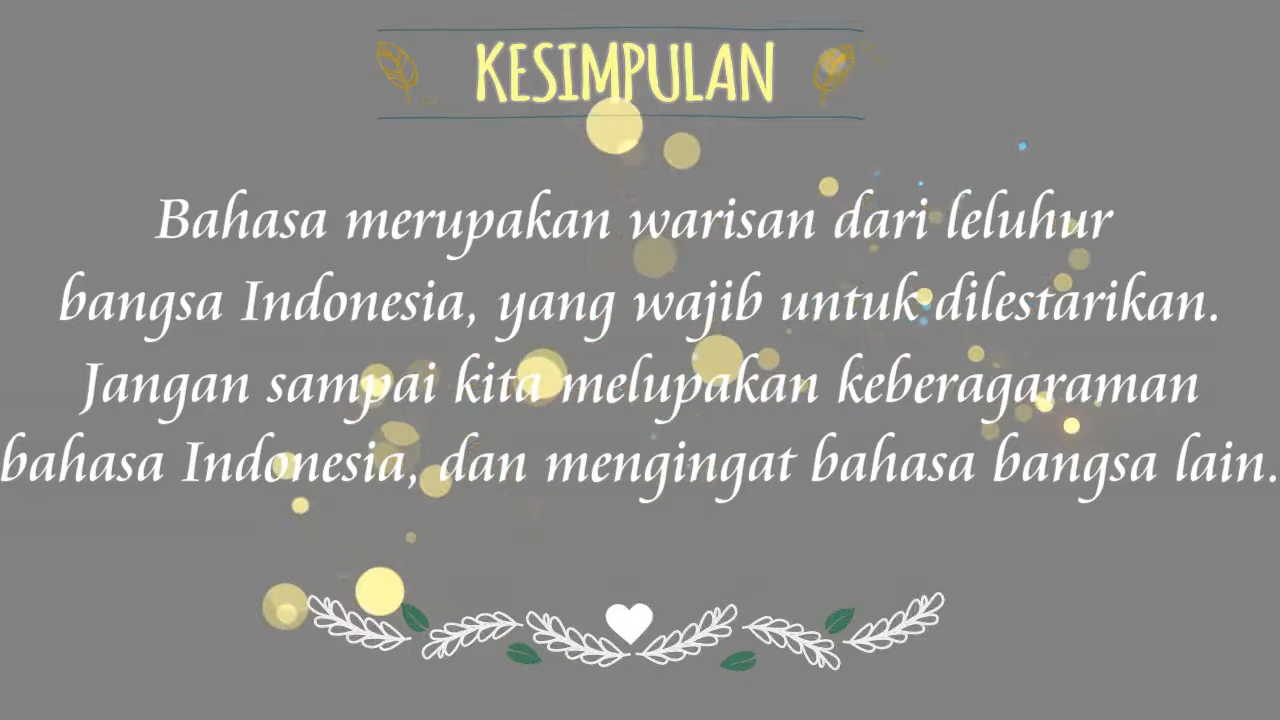 KESIMPULAN
Bahasa merupakan warisan dari leluhur
bangsa Indonesia, yang wajib untuk dilestarikan.
Jangan sampai kita melupakan keberagaraman
bahasa Indonesia, dan mengingat bahasa bangsa lain.